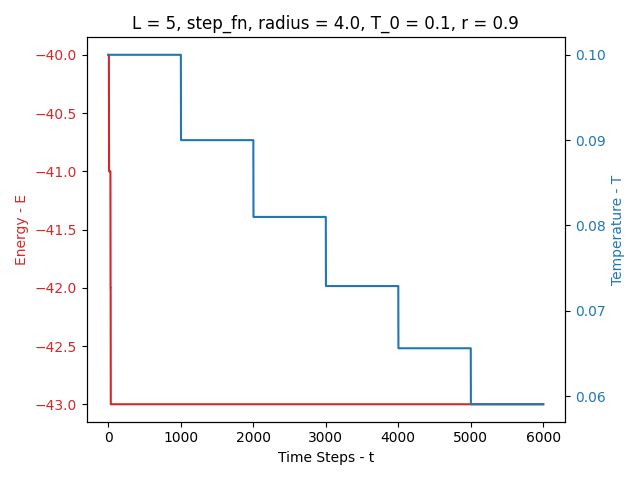 L = 5, step_fn, radius = 4.0, T_0 = 0.1, r = 0.9
Energy - E
−40.0
−40.5
−41.0
−41.5
−42.0
−42.5
−43.0
0.10
0.09
0.08
0.07
0.06
Temperature - T
0 1000 2000 3000 4000 5000 6000
Time Steps - t